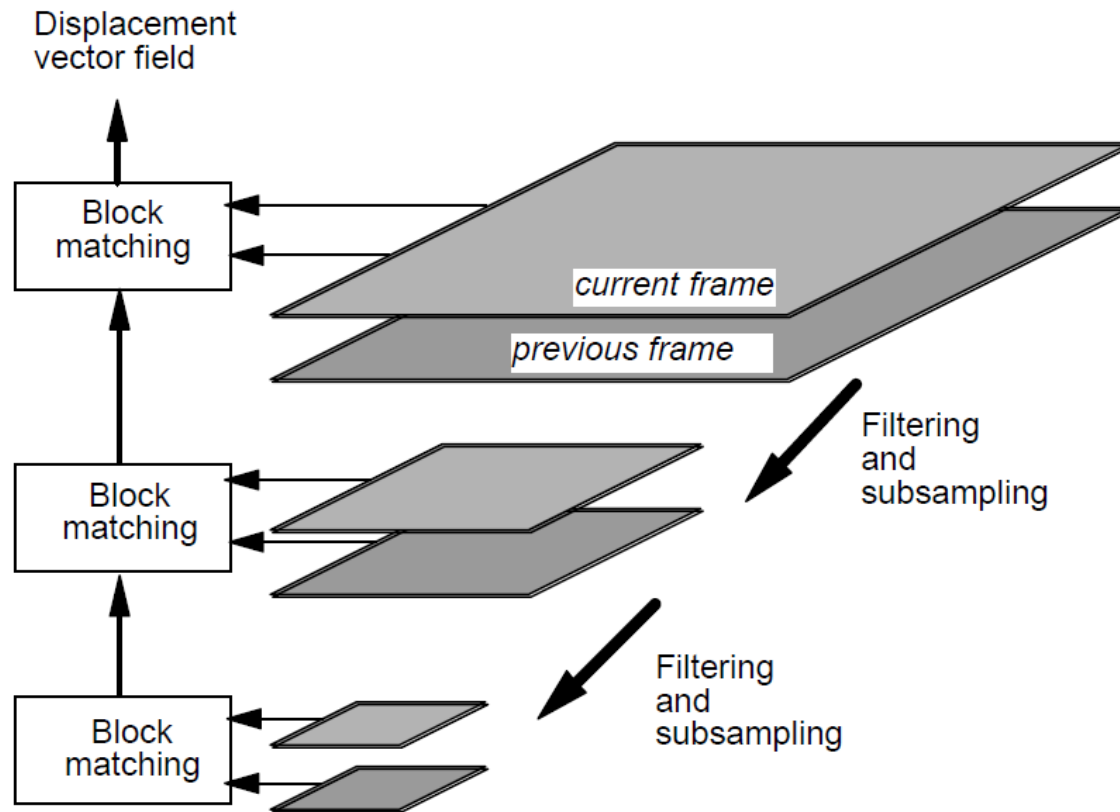 Displacement
vector field
Block
matching
current frame
previous frame
Filtering
and
subsampling
Block
matching
Filtering
and
subsampling
Block
matching